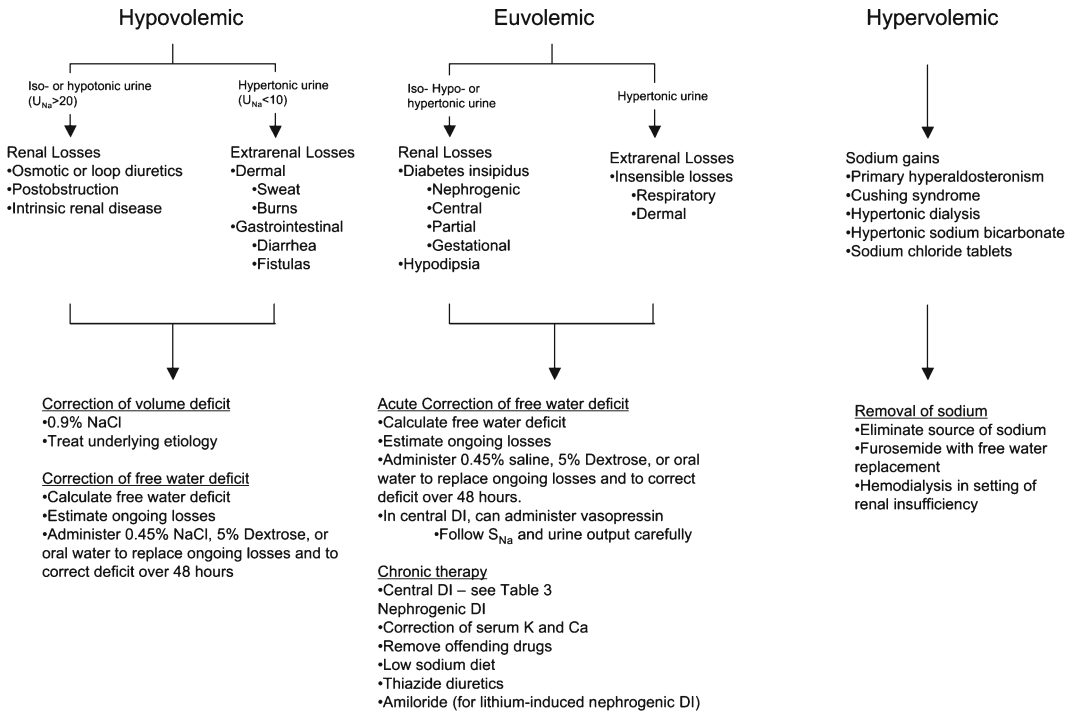 Hypovolemic
Iso- or hypotonic urine
(UNa>20)
Hypertonic urine
(UNa<10)
Renal Losses
•Osmotic or loop diuretics
•Postobstruction
•Intrinsic renal disease
Extrarenal Losses
•Dermal
•Sweat
•Burns
•Gastrointestinal
•Diarrhea
•Fistulas
Correction of volume deficit
•0.9% NaCl
•Treat underlying etiology
Correction of free water deficit
•Calculate free water deficit
•Estimate ongoing losses
•Administer 0.45% NaCl, 5% Dextrose, or
oral water to replace ongoing losses and to
correct deficit over 48 hours
Euvolemic
Iso- Hypo- or
hypertonic urine
Hypertonic urine
Renal Losses
•Diabetes insipidus
•Nephrogenic
•Central
•Partial
•Gestational
•Hypodipsia
Extrarenal Losses
•Insensible losses
•Respiratory
•Dermal
Acute Correction of free water deficit
•Calculate free water deficit
•Estimate ongoing losses
•Administer 0.45% saline, 5% Dextrose, or oral
water to replace ongoing losses and to correct
deficit over 48 hours.
•In central DI, can administer vasopressin
•Follow SNa and urine output carefully
Chronic therapy
•Central DI – see Table 3
Nephrogenic DI
•Correction of serum K and Ca
•Remove offending drugs
•Low sodium diet
•Thiazide diuretics
•Amiloride (for lithium-induced nephrogenic DI)
Hypervolemic
Sodium gains
•Primary hyperaldosteronism
•Cushing syndrome
•Hypertonic dialysis
•Hypertonic sodium bicarbonate
•Sodium chloride tablets
Removal of sodium
•Eliminate source of sodium
•Furosemide with free water
replacement
•Hemodialysis in setting of
renal insufficiency